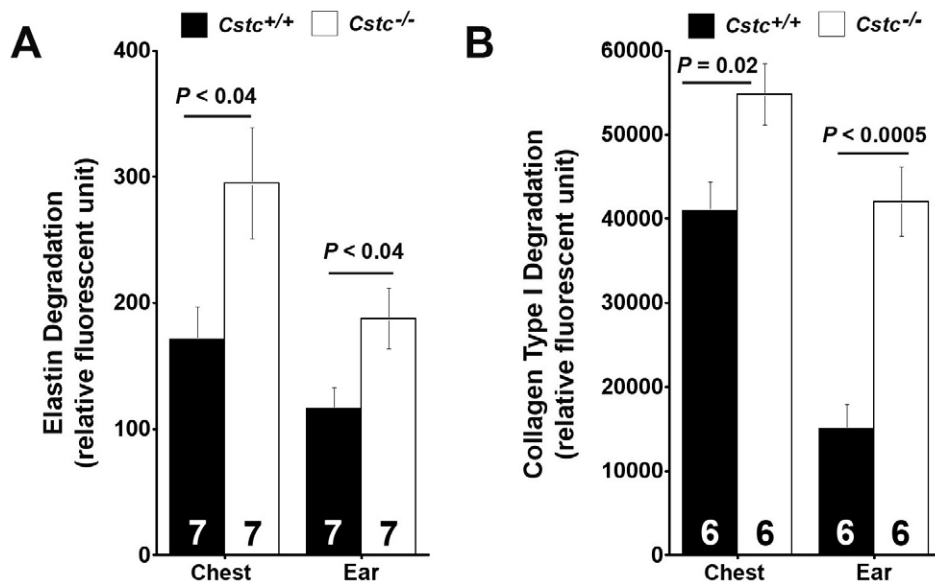 A
Cstc+/+ Cstc-/-
Elastin Degradation
(relative fluorescent unit)
400
300
200
100
0
P < 0.04
P < 0.04
7 7 7 7
Chest Ear
B
Cstc+/+ Cstc-/-
Collagen Type I Degradation
(relative fluorescent unit)
60000
50000
40000
30000
20000
10000
0
P = 0.02
P < 0.0005
6 6 6 6
Chest Ear